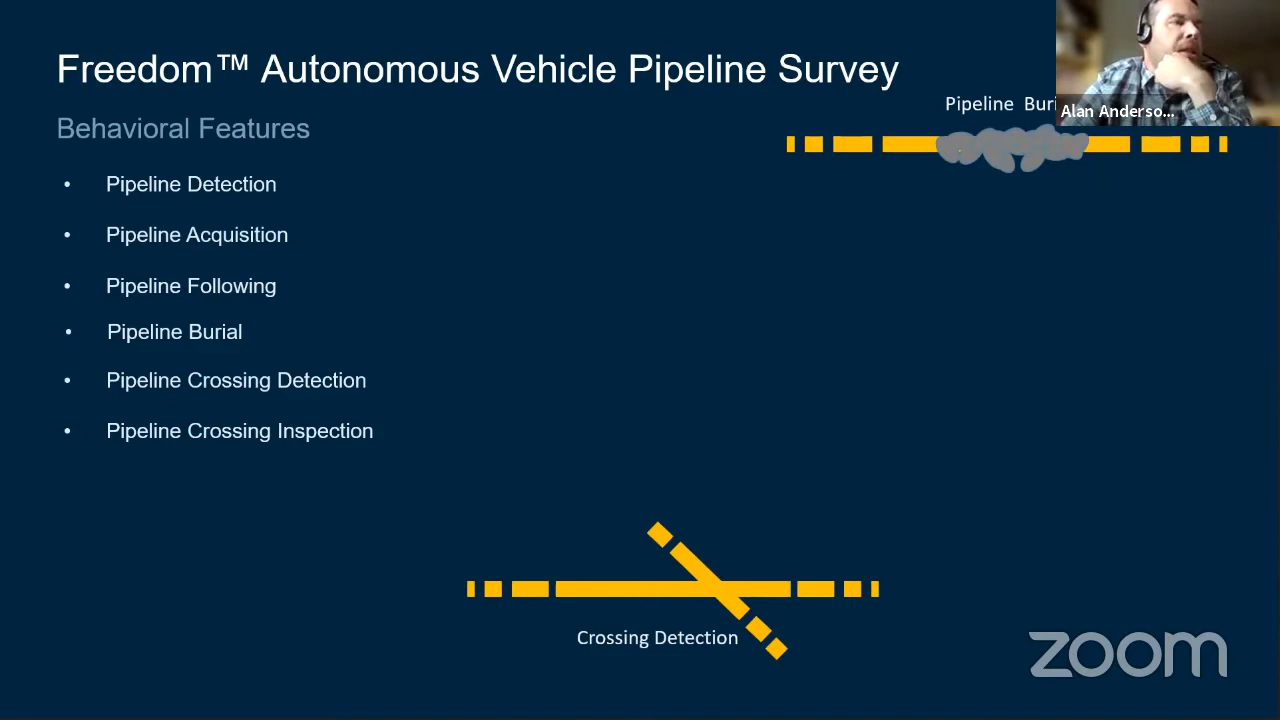 Freedom™ Autonomous Vehicle Pipeline Survey
Behavioral Features
Pipeline Buri
Alan Anderso...
• Pipeline Detection
• Pipeline Acquisition
• Pipeline Following
• Pipeline Burial
• Pipeline Crossing Detection
• Pipeline Crossing Inspection
Crossing Detection
zoom